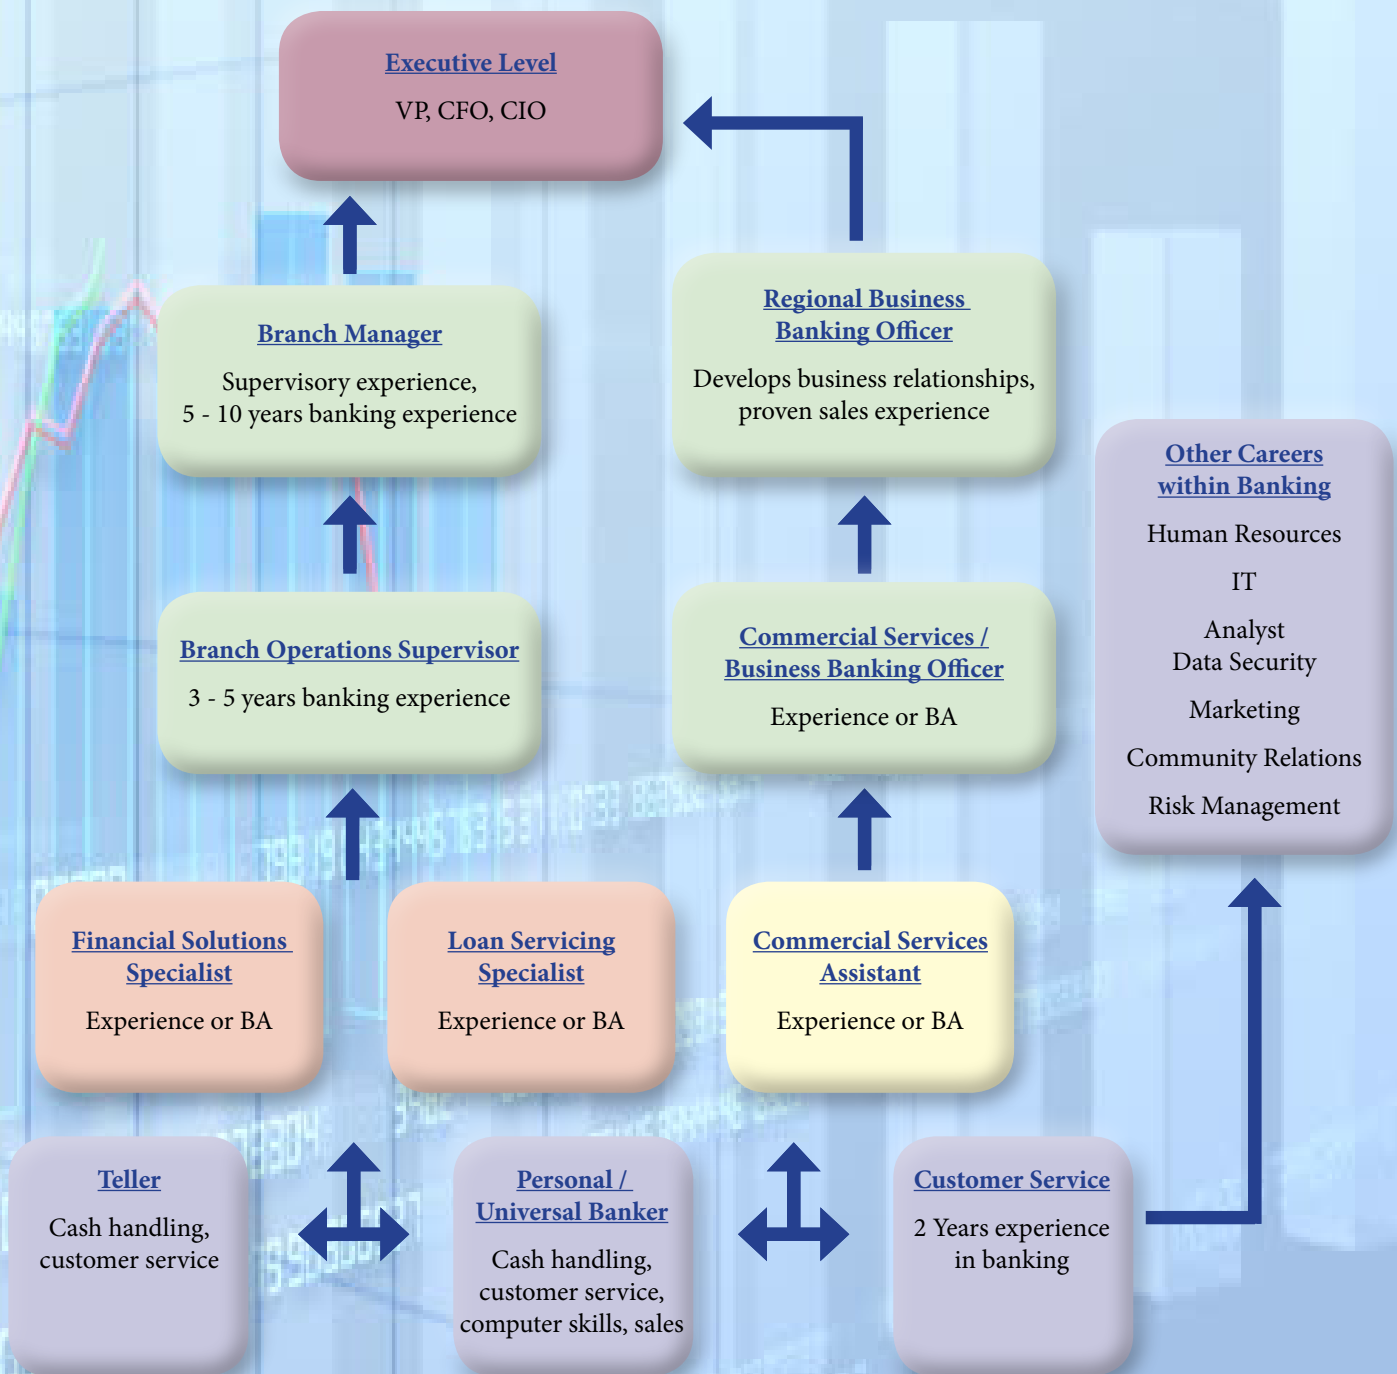 Executive Level
VP, CFO, CIO
Branch Manager
Supervisory experience,
5 - 10 years banking experience
Regional Business
Banking Officer
Develops business relationships,
proven sales experience
Other Careers
within Banking
Human Resources
IT
Analyst
Data Security
Marketing
Community Relations
Risk Management
Branch Operations Supervisor
3 - 5 years banking experience
Commercial Services /
Business Banking Officer
Experience or BA
Financial Solutions
Specialist
Experience or BA
Loan Servicing
Specialist
Experience or BA
Commercial Services
Assistant
Experience or BA
Teller
Cash handling,
customer service
Personal /
Universal Banker
Cash handling,
customer service,
computer skills, sales
Customer Service
2 Years experience
in banking